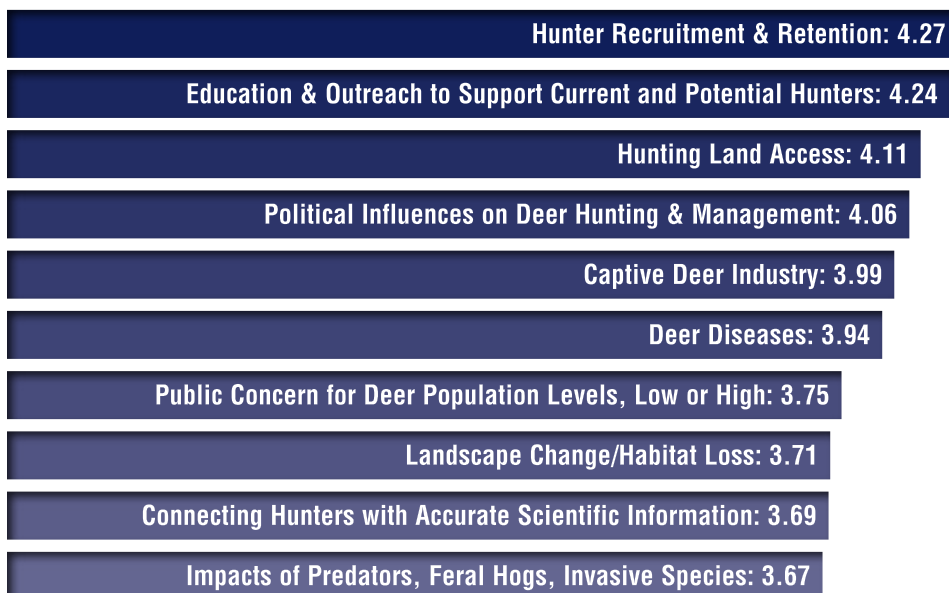 Hunter Recruitment & Retention: 4.27
Education & Outreach to Support Current and Potential Hunters: 4.24
Hunting Land Access: 4.11
Political Influences on Deer Hunting & Management: 4.06
Captive Deer Industry: 3.99
Deer Diseases: 3.94
Public Concern for Deer Population Levels, Low or High: 3.75
Landscape Change/Habitat Loss: 3.71
Connecting Hunters with Accurate Scientific Information: 3.69
Impacts of Predators, Feral Hogs, Invasive Species: 3.67